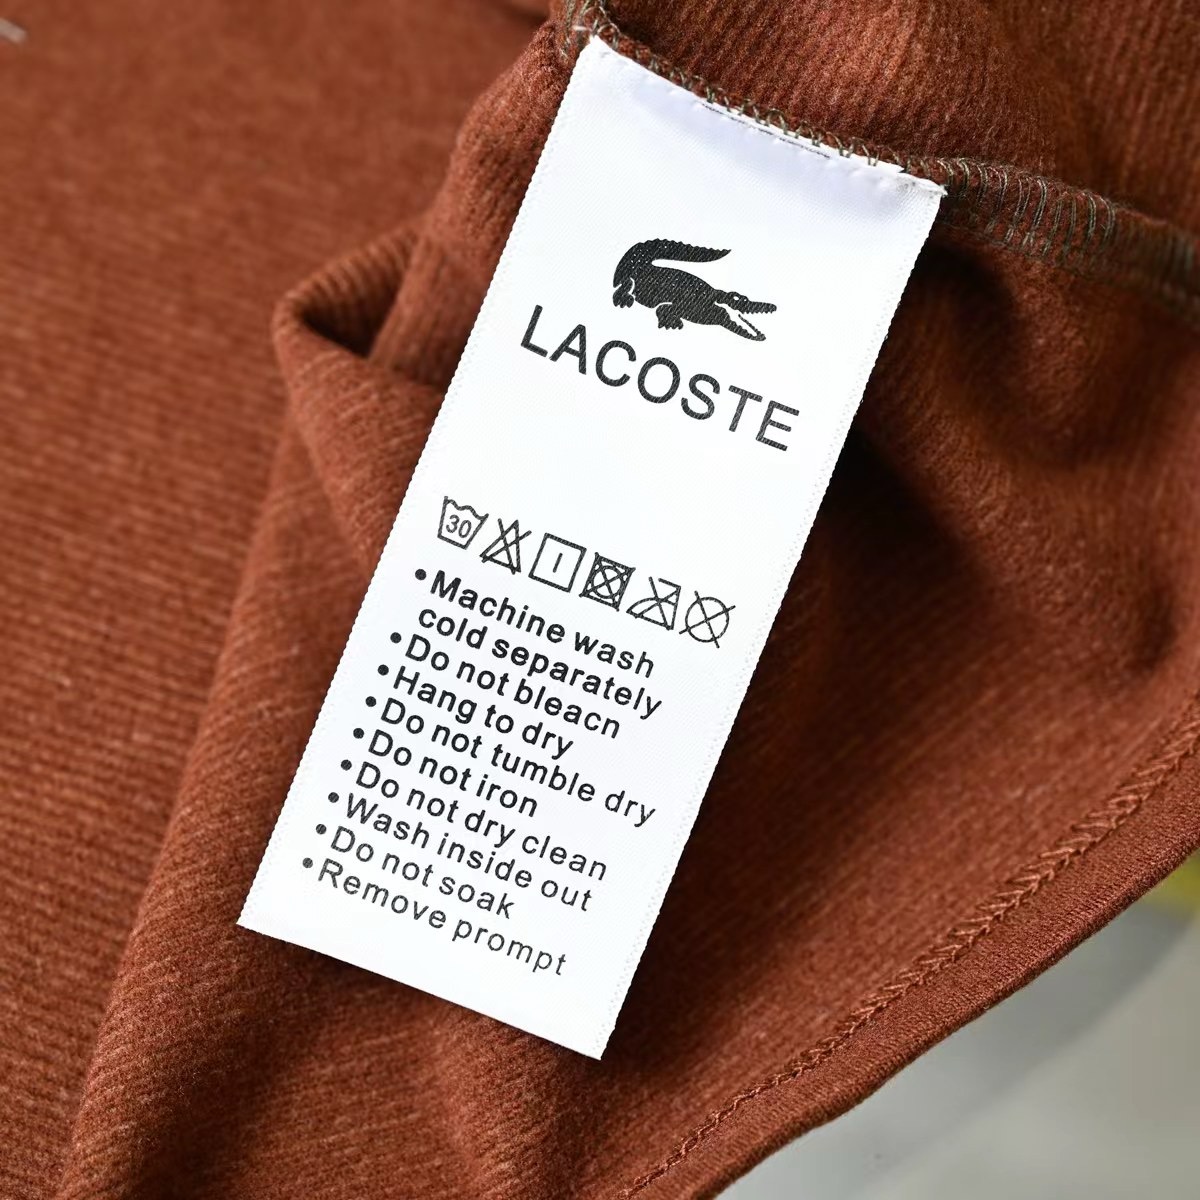 LACOSTE
30
•Machine wash
cold separately
•Do not bleacn
•Hang to dry
•Do not tumble dry
•Do not iron
•Do not dry clean
•Wash inside out
•Do not soak
•Remove prompt